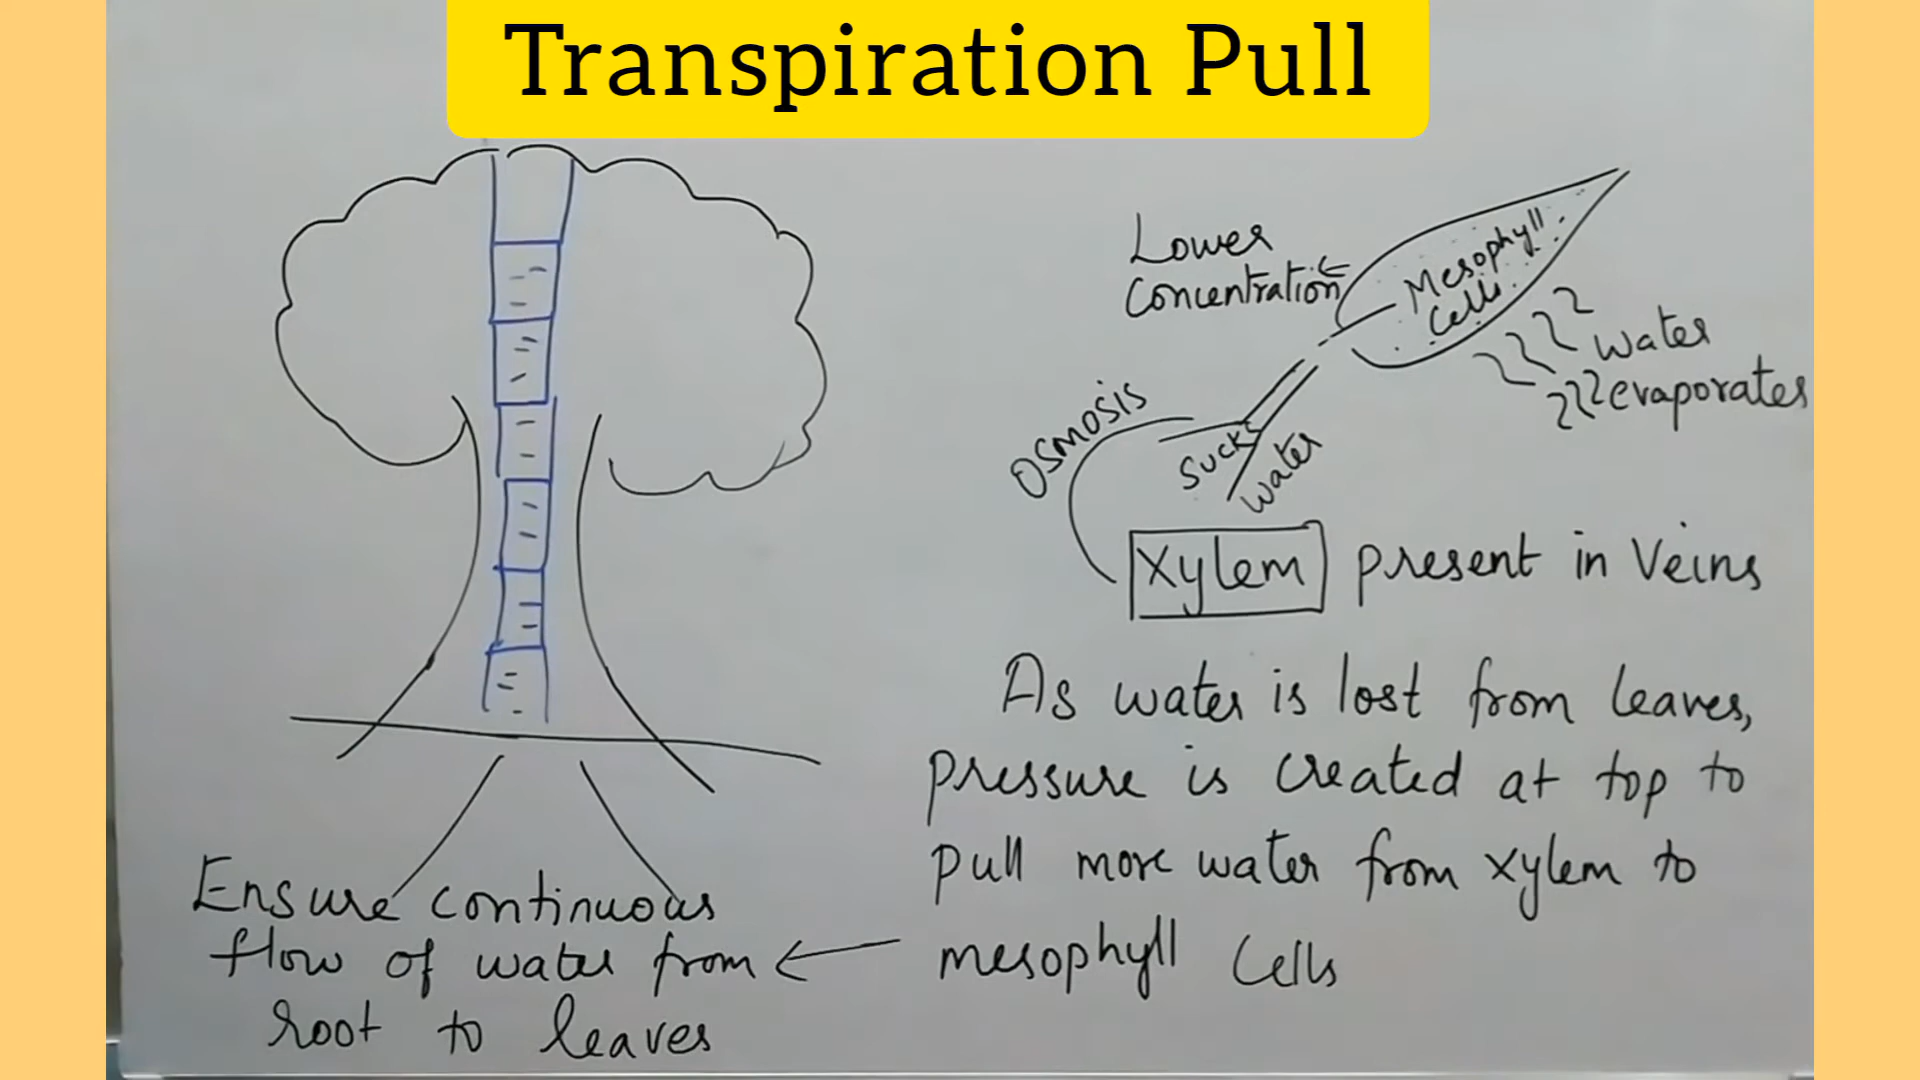 Transpiration Pull
Lower
Concentration
Mesophyll
Cells
Water
evaporates
Osmosis
Sucks
Water
Xylem present in Veins
As water is lost from leaves,
pressure is created at top to
pull more water from xylem to
mesophyll cells
Ensure continuous
flow of water from
root to leaves